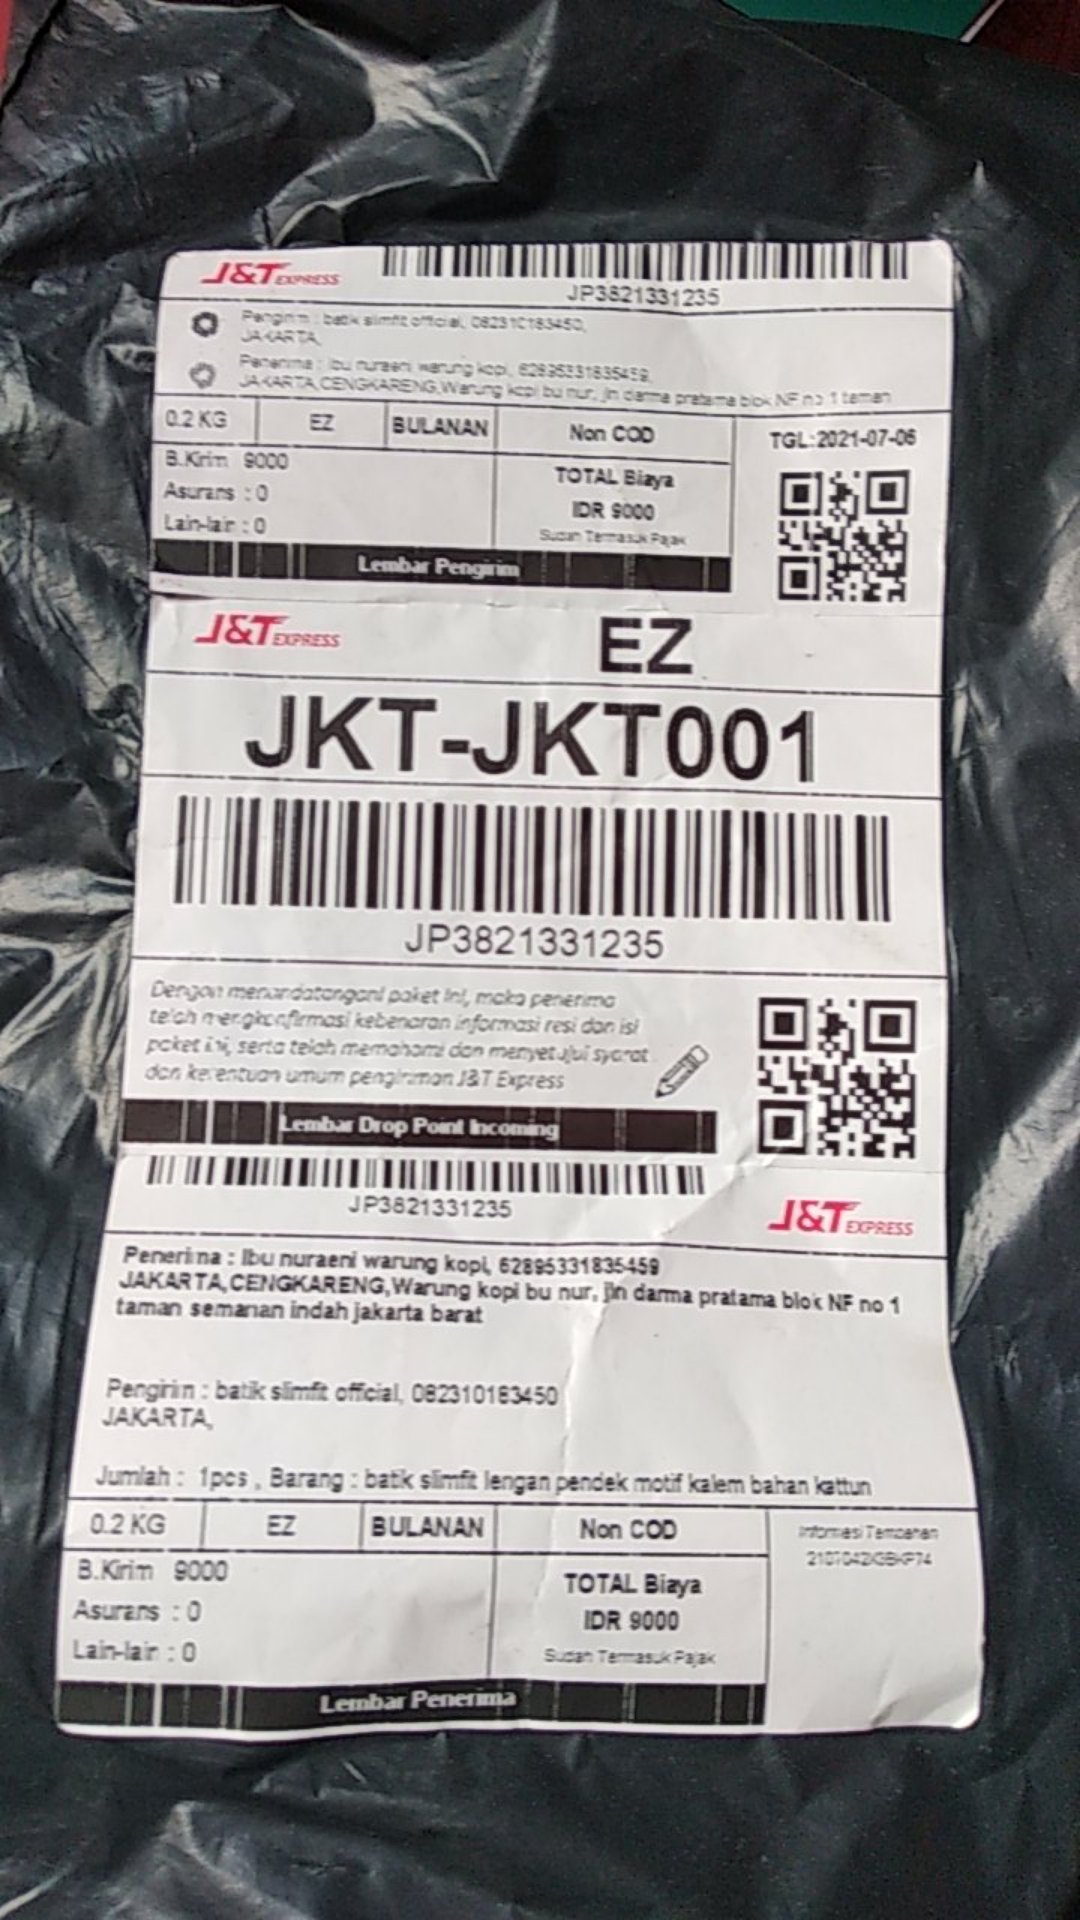 J&T EXPRESS
JP3821331235
Pengirim : batik slimfit official, 082310183450,
JAKARTA,
Penerima : Ibu nuraeni warung kopi, 62895331835459,
JAKARTA,CENGKARENG,Warung kopi bu nur, jln darma pratama blok NF no 1 taman
0.2 KG EZ BULANAN Non COD TGL:2021-07-06
B.Kirim 9000
Asurans : 0
Lain-lair : 0
TOTAL Biaya
IDR 9000
Sudah Termasuk Pajak
Lembar Pengirim
J&T EXPRESS EZ
JKT-JKT001
JP3821331235
Dengan menandatangani paket ini, maka penerima
telah mengkonfirmasi kebenaran informasi resi dan isi
paket ini, serta telah memahami dan menyetujui syarat
dan ketentuan umum pengiriman J&T Express
Lembar Drop Point Incoming
JP3821331235
J&T EXPRESS
Penerima : Ibu nuraeni warung kopi, 62895331835459
JAKARTA,CENGKARENG,Warung kopi bu nur, jln darma pratama blok NF no 1
taman semanan indah jakarta barat
Pengirim : batik slimfit official, 082310183450
JAKARTA,
Jumlah : 1pcs , Barang : batik slimfit lengan pendek motif kalem bahan kattun
0.2 KG EZ BULANAN Non COD
B.Kirim 9000
Asurans : 0
Lain-lair : 0
TOTAL Biaya
IDR 9000
Sudah Termasuk Pajak
Informasi Tambahan
Lembar Penerima